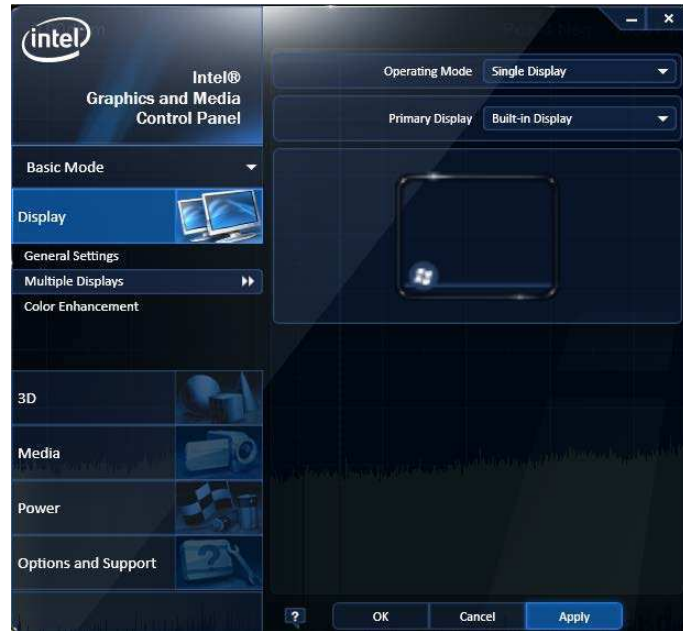 intel
Intel®
Graphics and Media
Control Panel
Basic Mode
Display
General Settings
Multiple Displays
Color Enhancement
3D
Media
Power
Options and Support
Operating Mode Single Display
Primary Display Built-in Display
? OK Cancel Apply